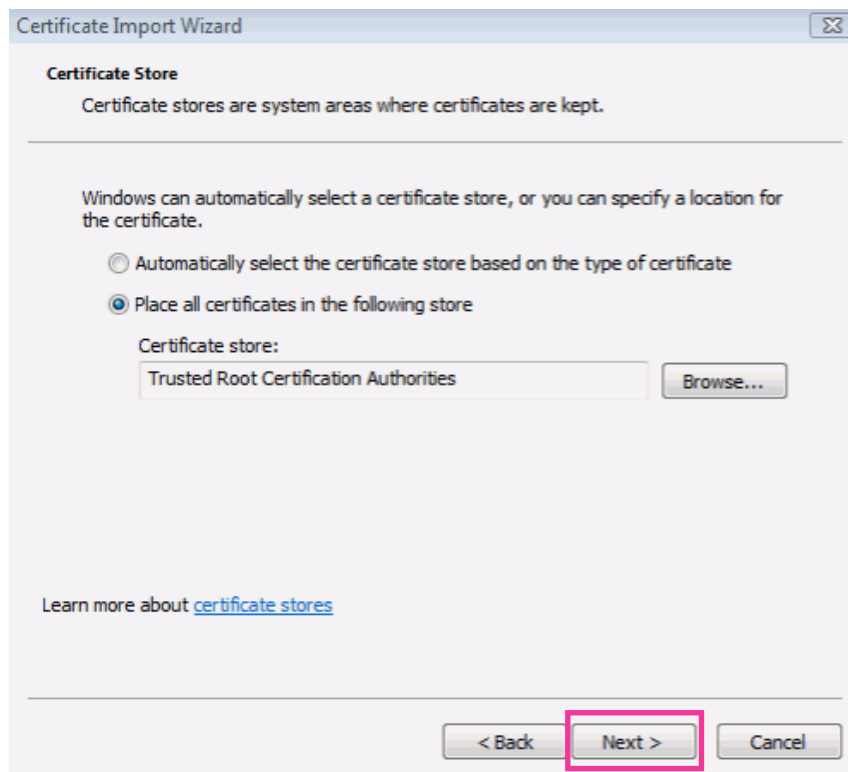 Certificate Import Wizard
Certificate Store
Certificate stores are system areas where certificates are kept.
Windows can automatically select a certificate store, or you can specify a location for
the certificate.
Automatically select the certificate store based on the type of certificate
Place all certificates in the following store
Certificate store:
Trusted Root Certification Authorities
Browse...
Learn more about certificate stores
< Back Next > Cancel